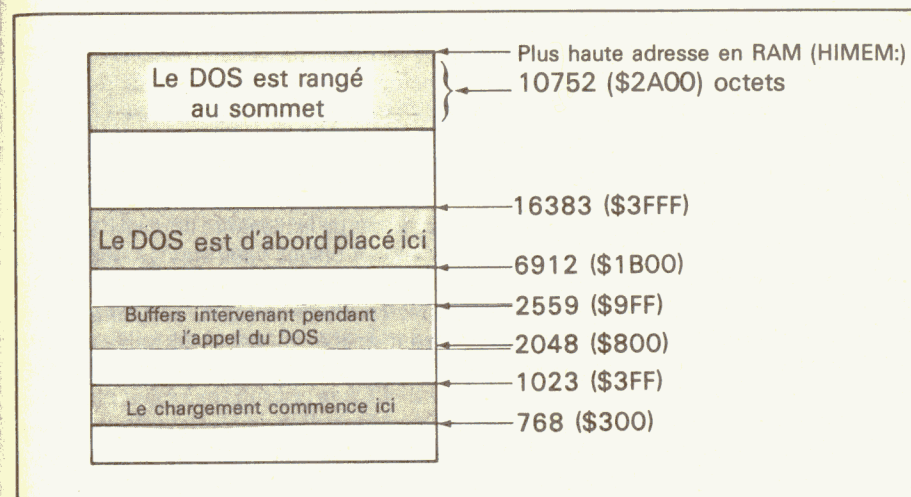 Plus haute adresse en RAM (HIMEM:)
Le DOS est rangé
au sommet
10752 ($2A00) octets
16383 ($3FFF)
Le DOS est d'abord placé ici
6912 ($1B00)
2559 ($9FF)
Buffers intervenant pendant
l'appel du DOS
2048 ($800)
1023 ($3FF)
Le chargement commence ici
768 ($300)